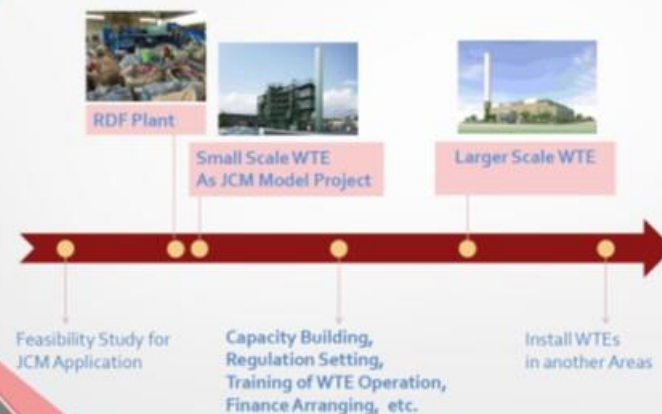 RDF Plant
Small Scale WTE
As JCM Model Project
Larger Scale WTE
Feasibility Study for
JCM Application
Capacity Building,
Regulation Setting,
Training of WTE Operation,
Finance Arranging, etc.
Install WTEs
in another Areas